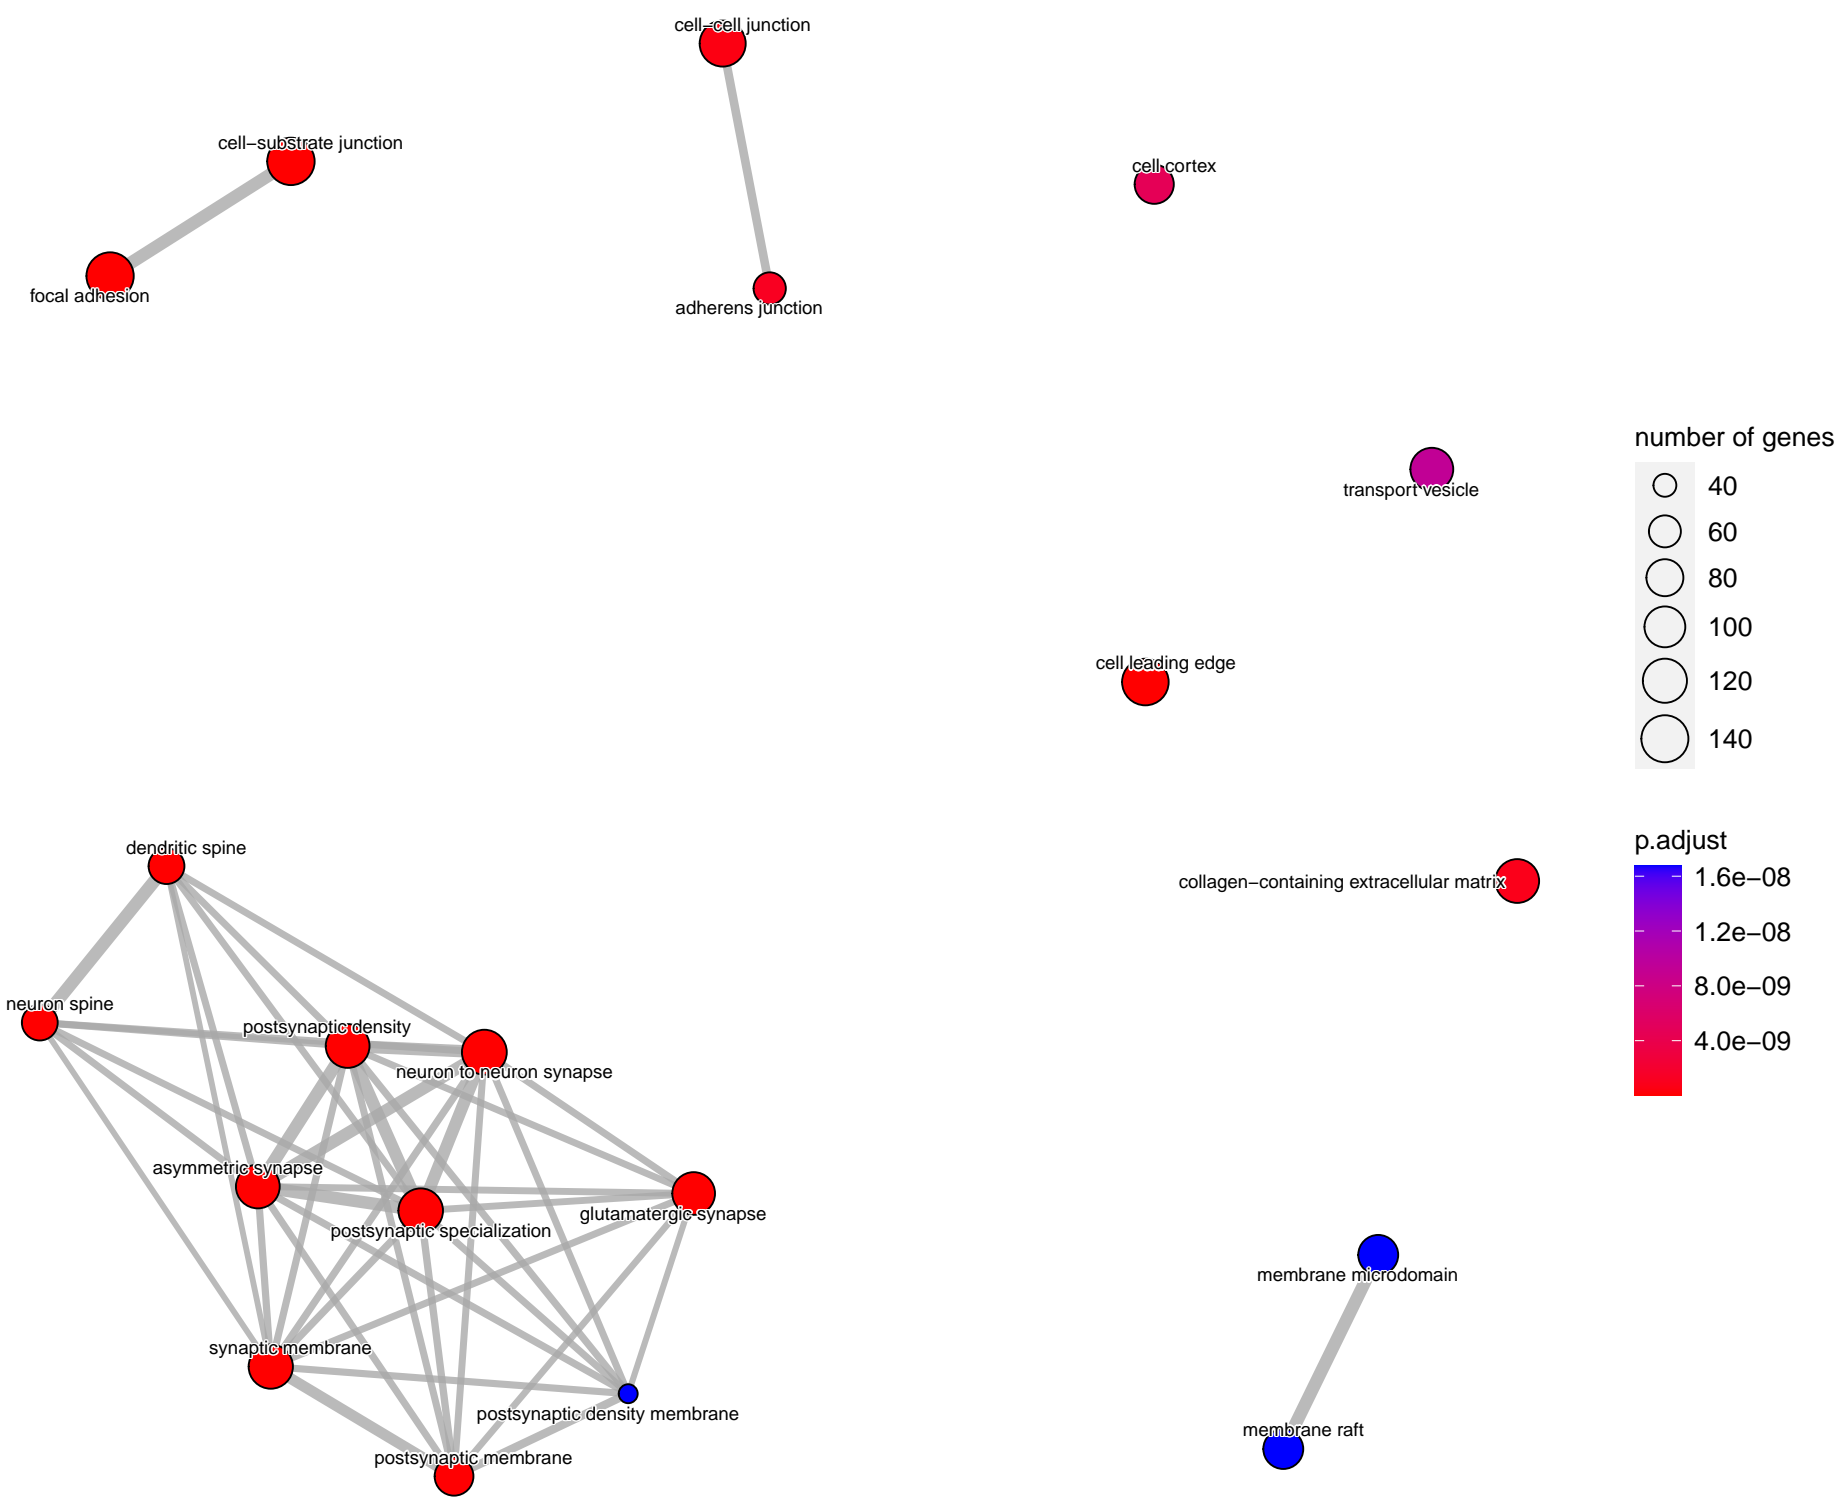 cell−cell junction
cell−substrate junction
cell cortex
focal adhesion
adherens junction
transport vesicle
cell leading edge
number of genes
40
60
80
100
120
140
dendritic spine
collagen−containing extracellular matrix
p.adjust
1.6e−08
1.2e−08
8.0e−09
4.0e−09
neuron spine
postsynaptic density
neuron to neuron synapse
asymmetric synapse
glutamatergic synapse
postsynaptic specialization
membrane microdomain
synaptic membrane
postsynaptic density membrane
membrane raft
postsynaptic membrane